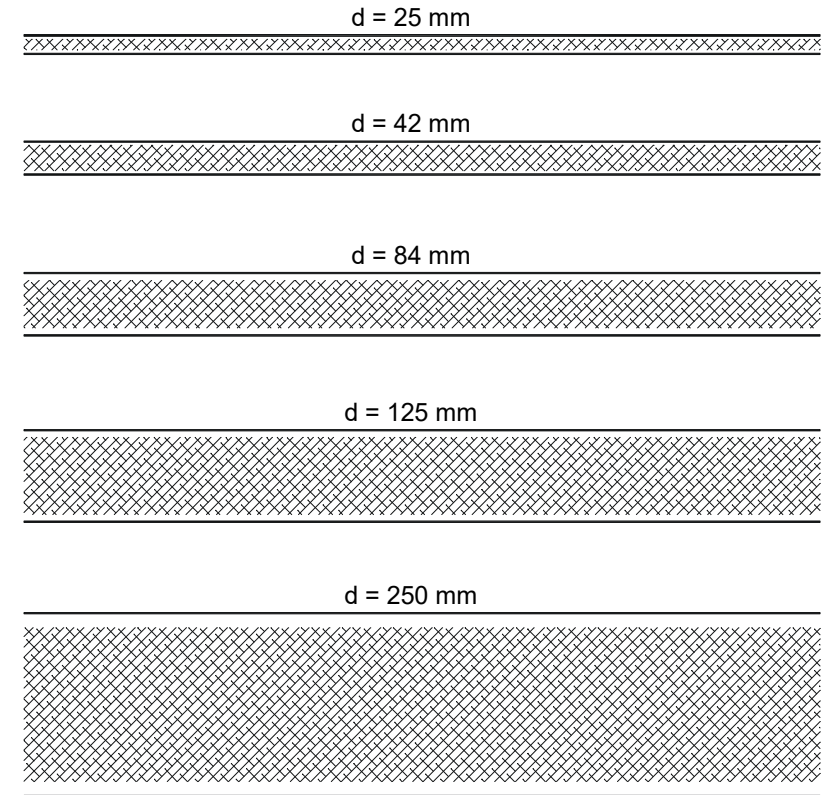 d = 25 mm
d = 42 mm
d = 84 mm
d = 125 mm
d = 250 mm